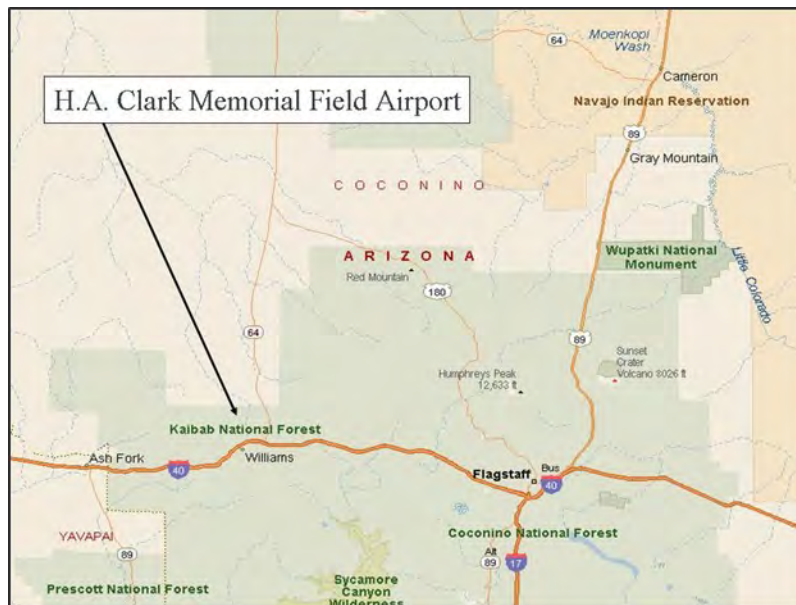 Moenkopi
Wash
64
Cameron
H.A. Clark Memorial Field Airport
Navajo Indian Reservation
89
Gray Mountain
COCONINO
ARIZONA
Wupatki National
Monument
Little Colorado
Red Mountain
180
64
89
Sunset
Crater
Volcano 8026 ft
Humphreys Peak
12,633 ft
Kaibab National Forest
Ash Fork
40
Williams
Flagstaff
Bus
40
YAVAPAI
89
Coconino National Forest
Alt
89
17
Prescott National Forest
Sycamore
Canyon
Wilderness